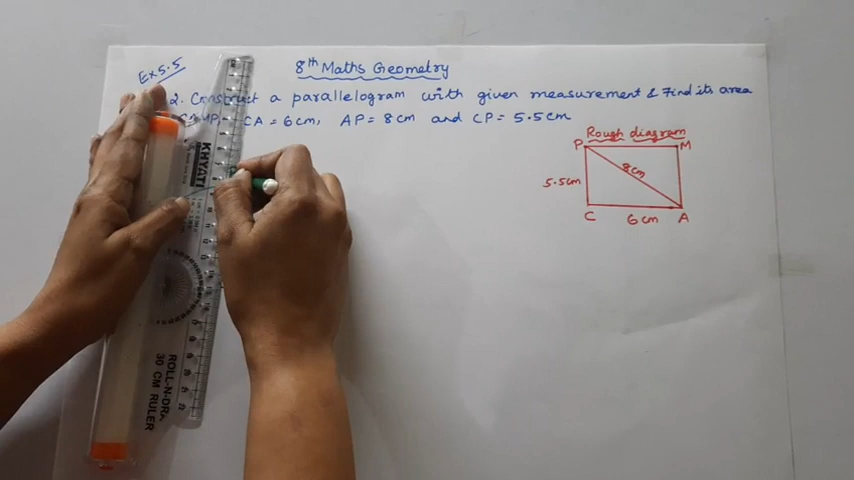 Ex 5.5
8th Maths Geometry
2. Construct a parallelogram with given measurement & Find its area
CA = 6cm, AP = 8cm and CP = 5.5cm
Rough diagram
P M
8cm
5.5cm
C 6cm A
KHYATI
ROLL-N-DRA
30 CM RULER